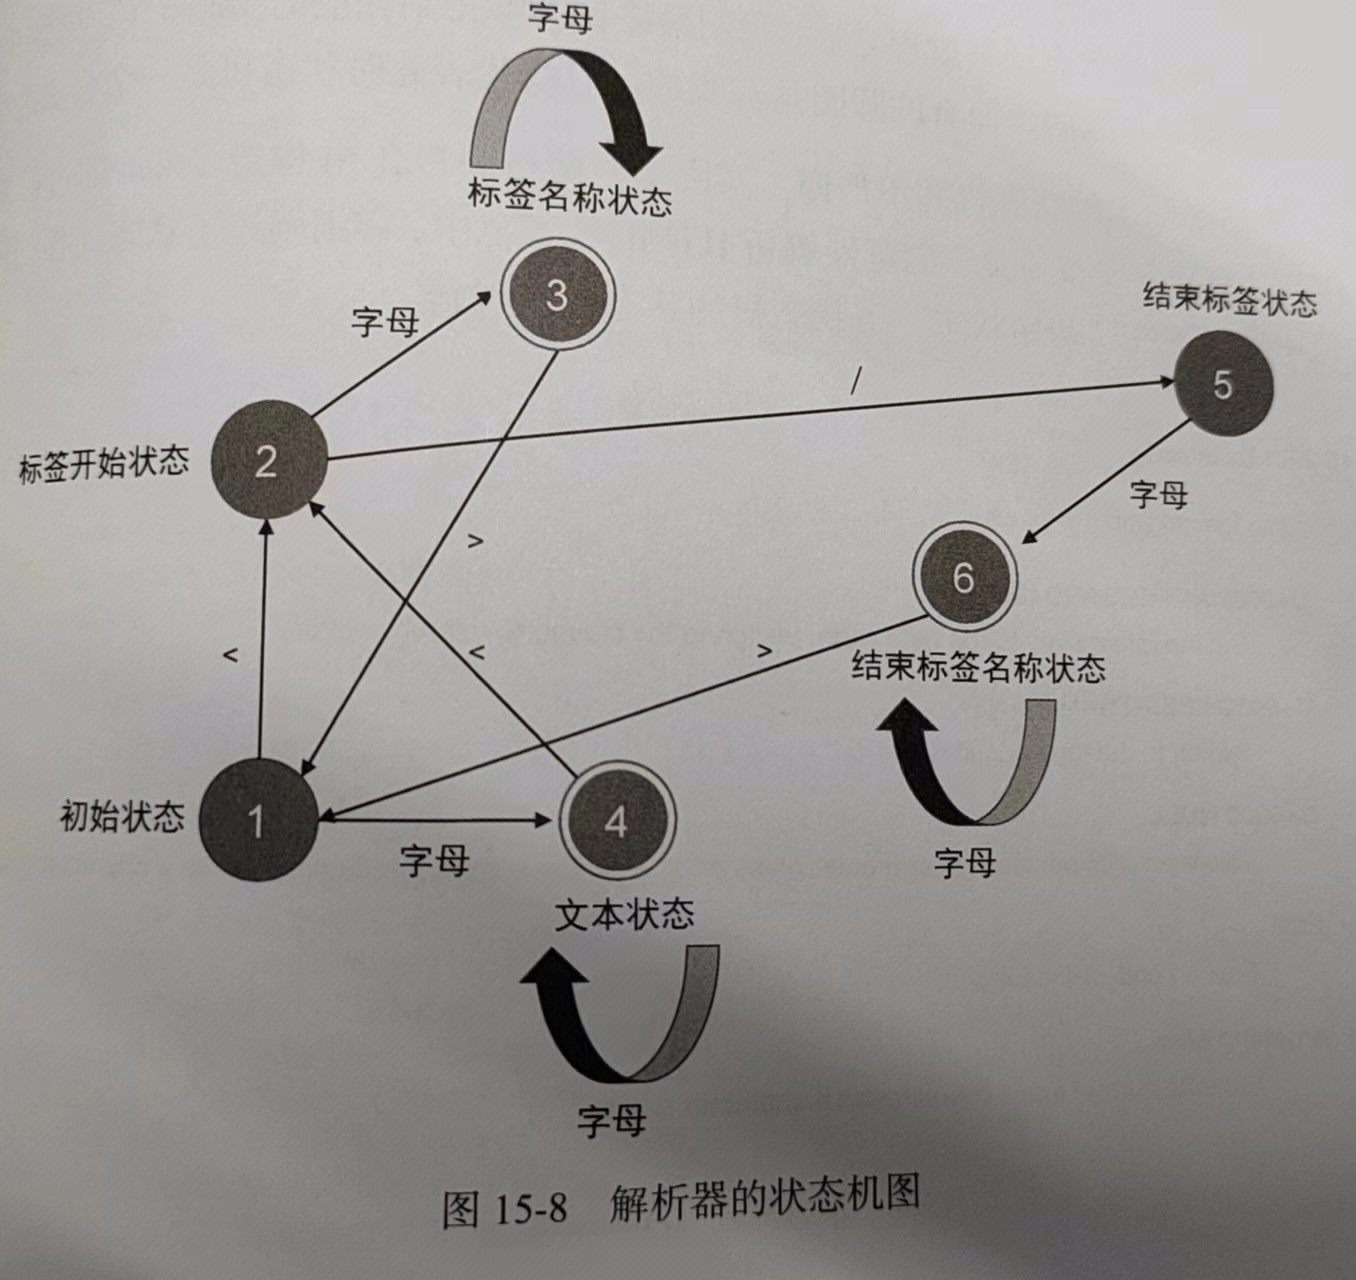 字母
标签名称状态
3
字母
结束标签状态
/
5
标签开始状态
2
字母
>
6
<
<
>
结束标签名称状态
初始状态
1
4
字母
字母
文本状态
字母
图 15-8 解析器的状态机图